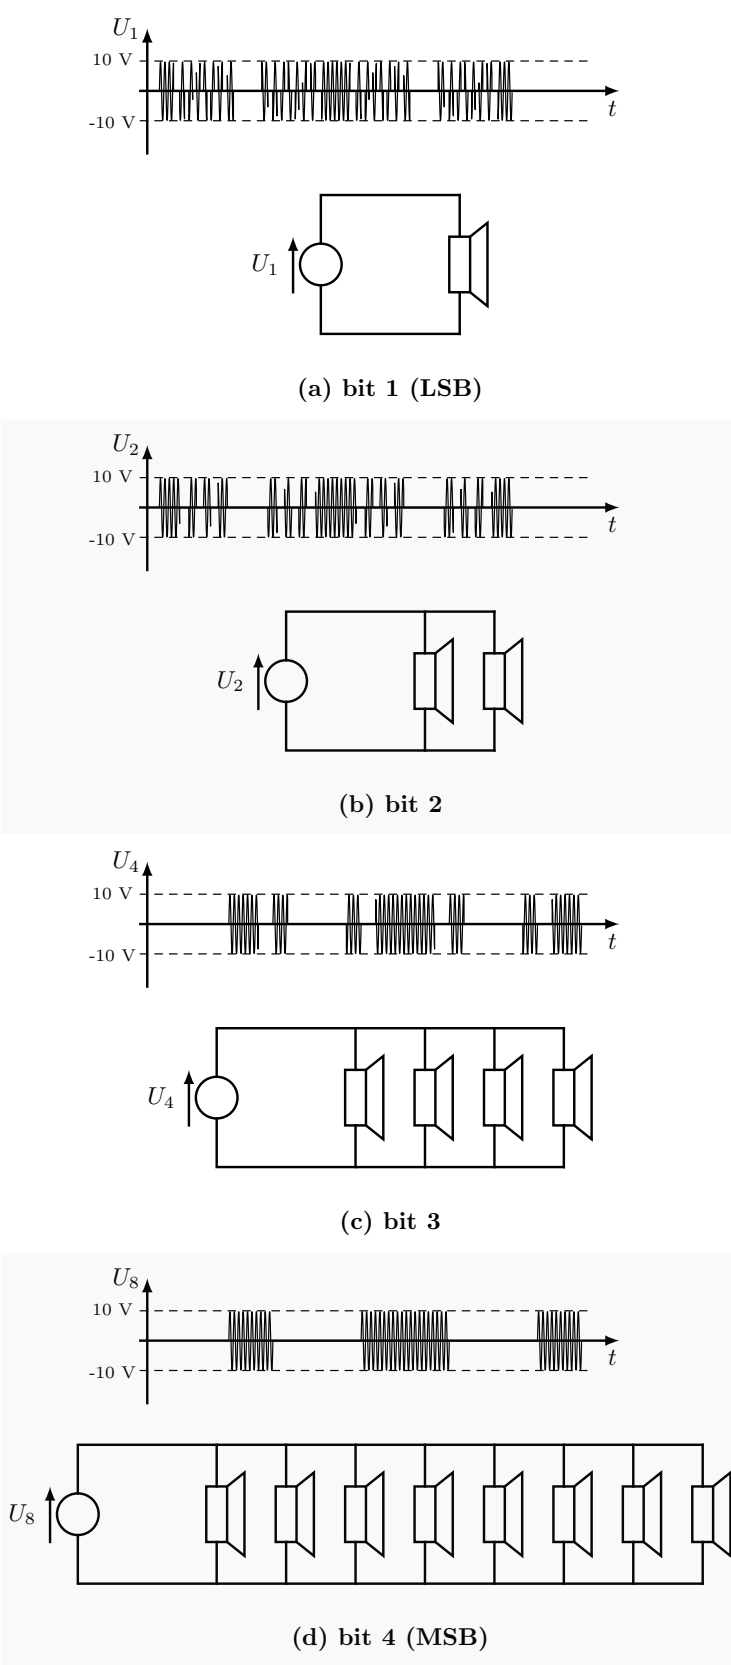 U₁
10 V
-10 V
t
U₁
(a) bit 1 (LSB)
U₂
10 V
-10 V
t
U₂
(b) bit 2
U₄
10 V
-10 V
t
U₄
(c) bit 3
U₈
10 V
-10 V
t
U₈
(d) bit 4 (MSB)